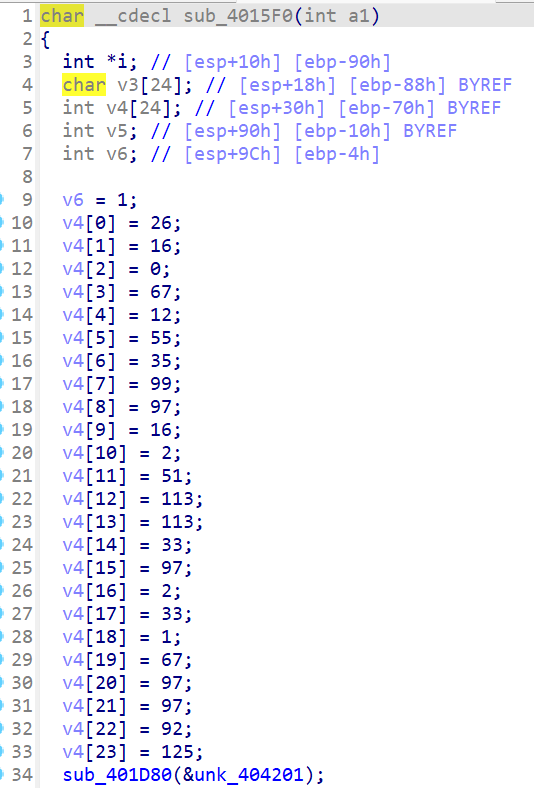 1 char __cdecl sub_4015F0(int a1)
2 {
3   int *i; // [esp+10h] [ebp-90h]
4   char v3[24]; // [esp+18h] [ebp-88h] BYREF
5   int v4[24]; // [esp+30h] [ebp-70h] BYREF
6   int v5; // [esp+90h] [ebp-10h] BYREF
7   int v6; // [esp+9Ch] [ebp-4h]
8
9   v6 = 1;
10   v4[0] = 26;
11   v4[1] = 16;
12   v4[2] = 0;
13   v4[3] = 67;
14   v4[4] = 12;
15   v4[5] = 55;
16   v4[6] = 35;
17   v4[7] = 99;
18   v4[8] = 97;
19   v4[9] = 16;
20   v4[10] = 2;
21   v4[11] = 51;
22   v4[12] = 113;
23   v4[13] = 113;
24   v4[14] = 33;
25   v4[15] = 97;
26   v4[16] = 2;
27   v4[17] = 33;
28   v4[18] = 1;
29   v4[19] = 67;
30   v4[20] = 97;
31   v4[21] = 97;
32   v4[22] = 92;
33   v4[23] = 125;
34   sub_401D80(&unk_404201);